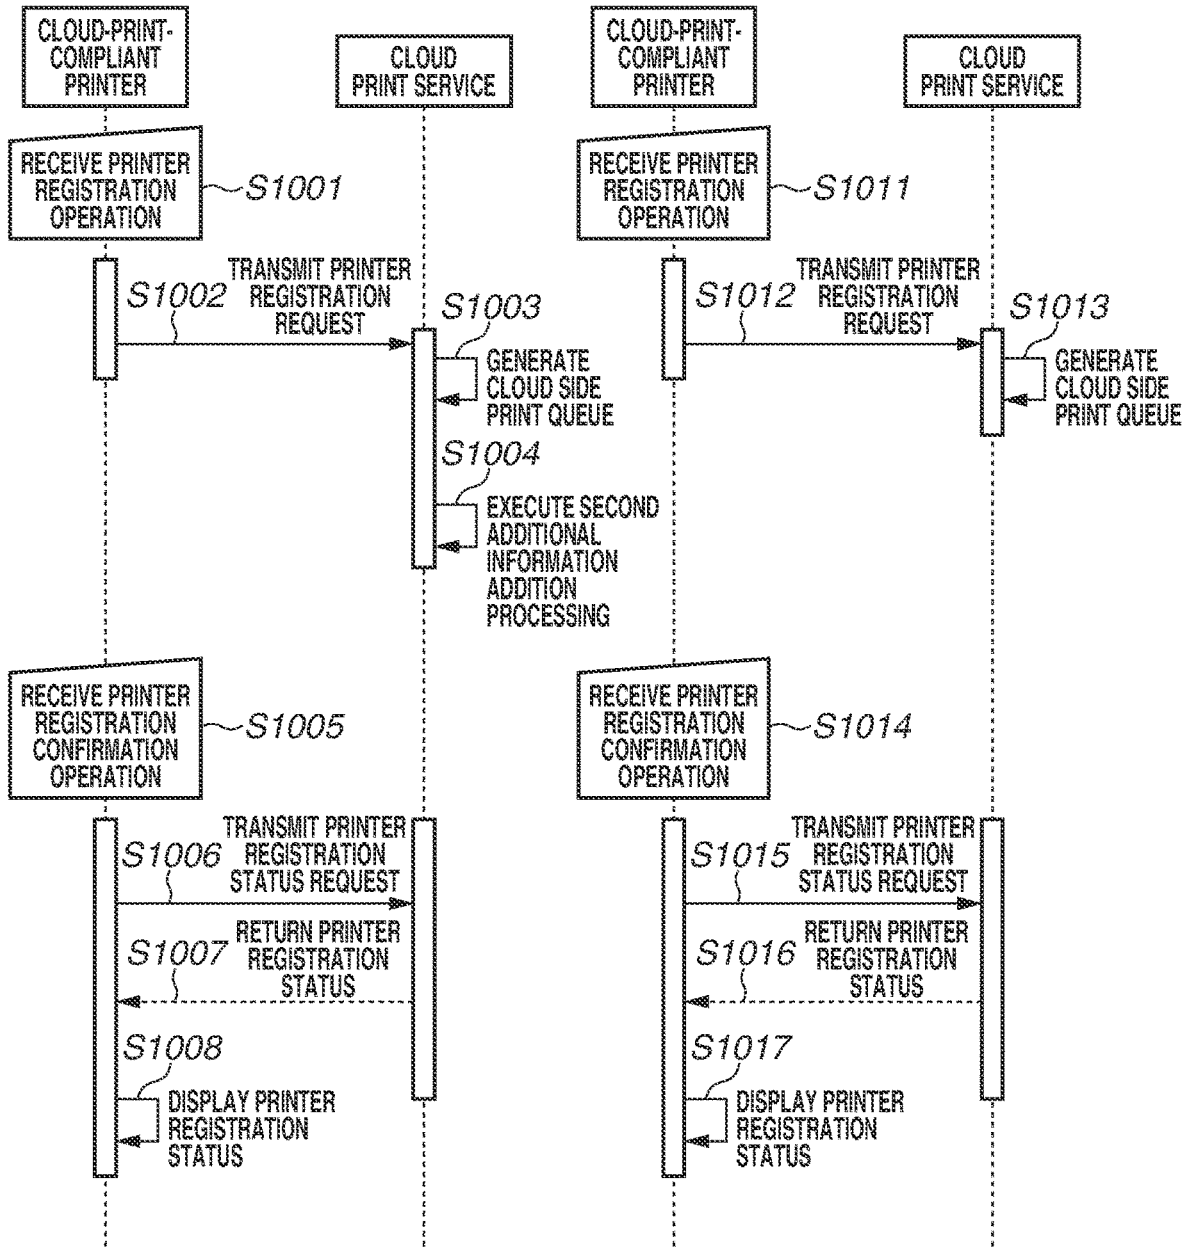 CLOUD-PRINT-
COMPLIANT
PRINTER
CLOUD
PRINT SERVICE
RECEIVE PRINTER
REGISTRATION
OPERATION
S1001
TRANSMIT PRINTER
REGISTRATION
REQUEST
S1002
S1003
GENERATE
CLOUD SIDE
PRINT QUEUE
S1004
EXECUTE SECOND
ADDITIONAL
INFORMATION
ADDITION
PROCESSING
RECEIVE PRINTER
REGISTRATION
CONFIRMATION
OPERATION
S1005
TRANSMIT PRINTER
REGISTRATION
STATUS REQUEST
S1006
RETURN PRINTER
REGISTRATION
STATUS
S1007
S1008
DISPLAY PRINTER
REGISTRATION
STATUS
CLOUD-PRINT-
COMPLIANT
PRINTER
CLOUD
PRINT SERVICE
RECEIVE PRINTER
REGISTRATION
OPERATION
S1011
TRANSMIT PRINTER
REGISTRATION
REQUEST
S1012
S1013
GENERATE
CLOUD SIDE
PRINT QUEUE
RECEIVE PRINTER
REGISTRATION
CONFIRMATION
OPERATION
S1014
TRANSMIT PRINTER
REGISTRATION
STATUS REQUEST
S1015
RETURN PRINTER
REGISTRATION
STATUS
S1016
S1017
DISPLAY PRINTER
REGISTRATION
STATUS